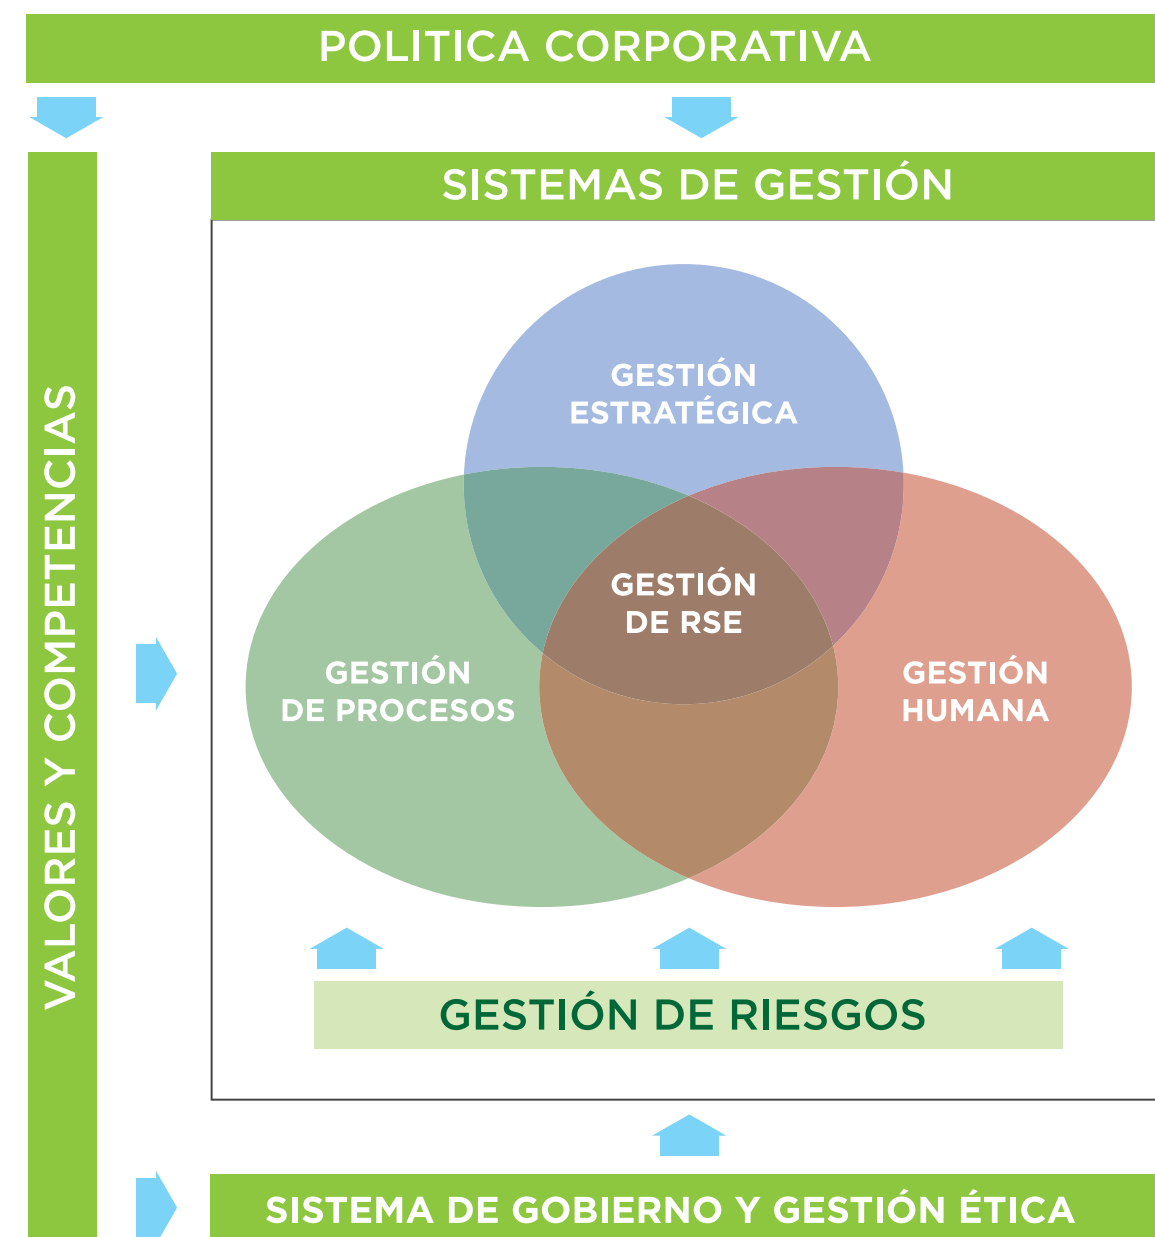 POLITICA CORPORATIVA
SISTEMAS DE GESTIÓN
VALORES Y COMPETENCIAS
GESTIÓN
ESTRATÉGICA
GESTIÓN
DE RSE
GESTIÓN
DE PROCESOS
GESTIÓN
HUMANA
GESTIÓN DE RIESGOS
SISTEMA DE GOBIERNO Y GESTIÓN ÉTICA